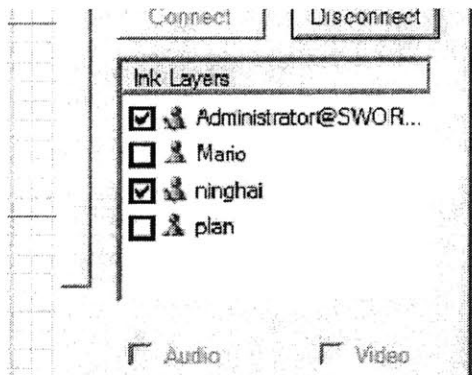 Connect Disconnect
Ink Layers
Administrator@SWOR...
Mario
ninghai
plan
Audio Video